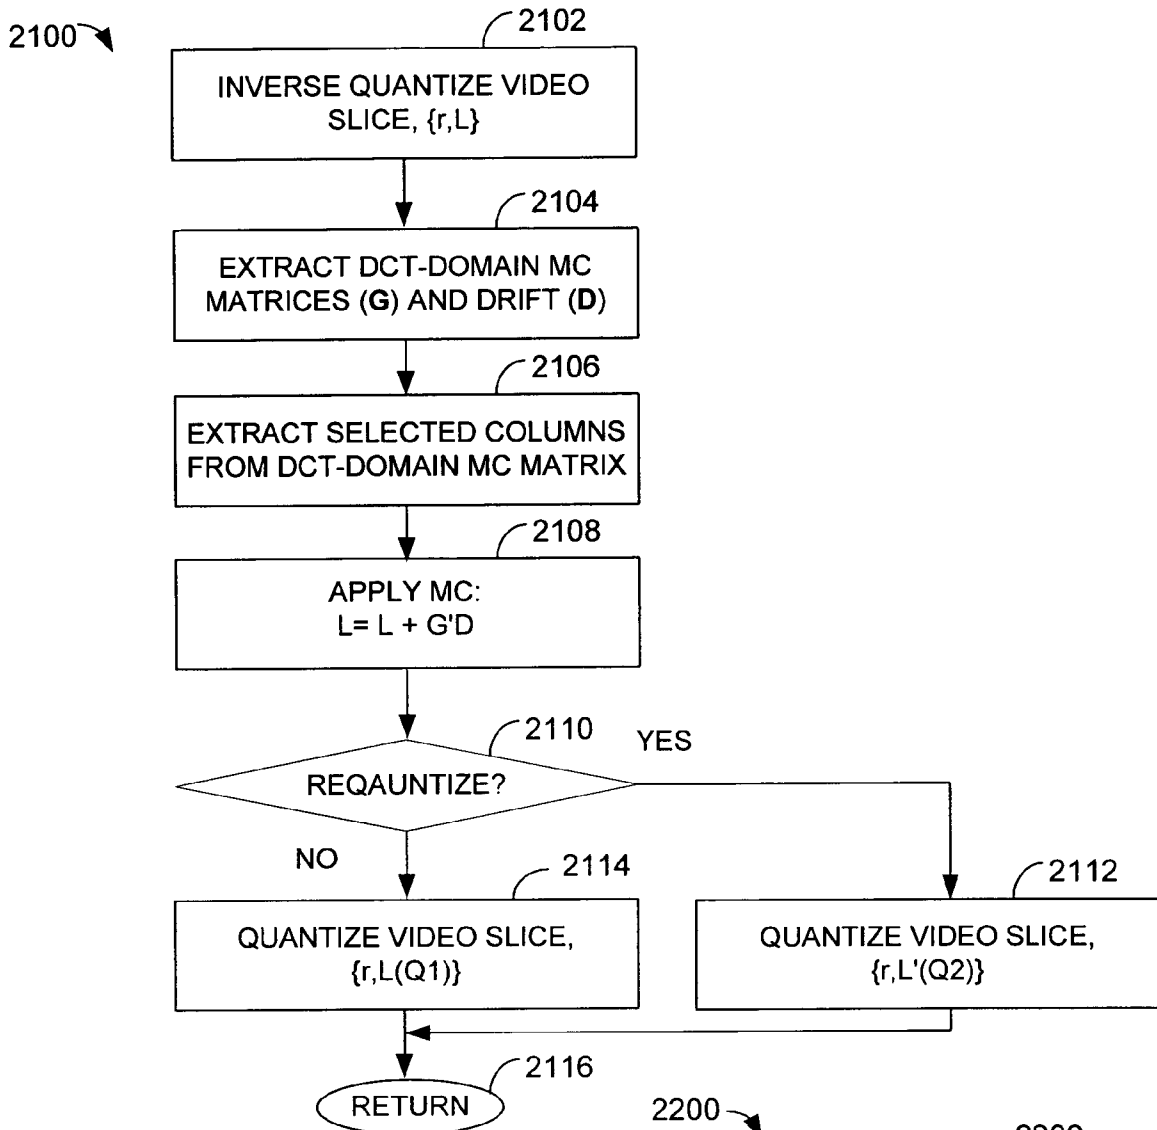 2100
2102
INVERSE QUANTIZE VIDEO
SLICE, {r,L}
2104
EXTRACT DCT-DOMAIN MC
MATRICES (G) AND DRIFT (D)
2106
EXTRACT SELECTED COLUMNS
FROM DCT-DOMAIN MC MATRIX
2108
APPLY MC:
L= L + G'D
2110
YES
REQAUNTIZE?
NO
2114
2112
QUANTIZE VIDEO SLICE,
{r,L(Q1)}
QUANTIZE VIDEO SLICE,
{r,L'(Q2)}
2116
RETURN
2200